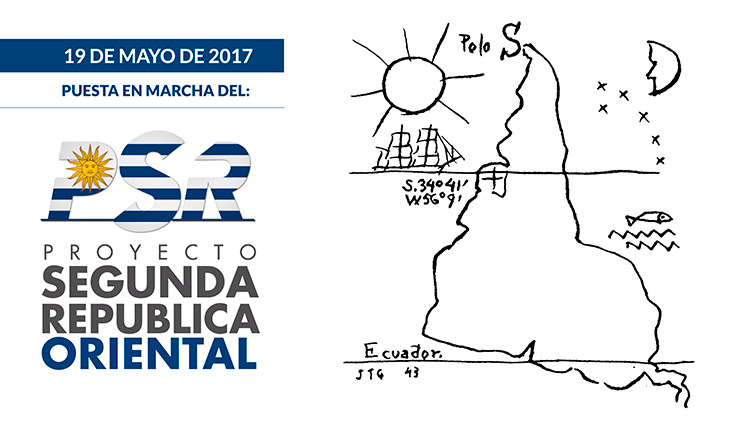 19 DE MAYO DE 2017
PUESTA EN MARCHA DEL:
PSR
PROYECTO
SEGUNDA
REPUBLICA
ORIENTAL
Polo S.
S. 34°41'
W 56°9'
Ecuador.
JTG 43